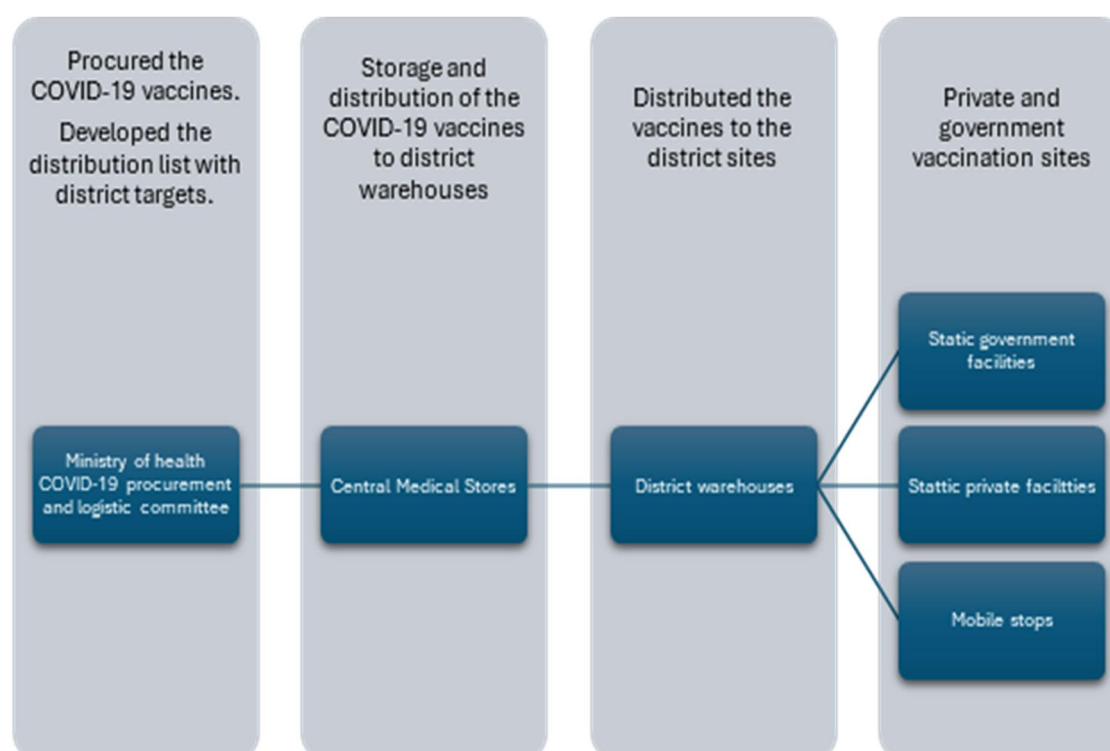 Procured the
COVID-19 vaccines.
Developed the
distribution list with
district targets.
Storage and
distribution of the
COVID-19 vaccines
to district
warehouses
Distributed the
vaccines to the
district sites
Private and
government
vaccination sites
Ministry of health
COVID-19 procurement
and logistic committee
Central Medical Stores
District warehouses
Static government
facilities
Stattic private faciltties
Mobile stops